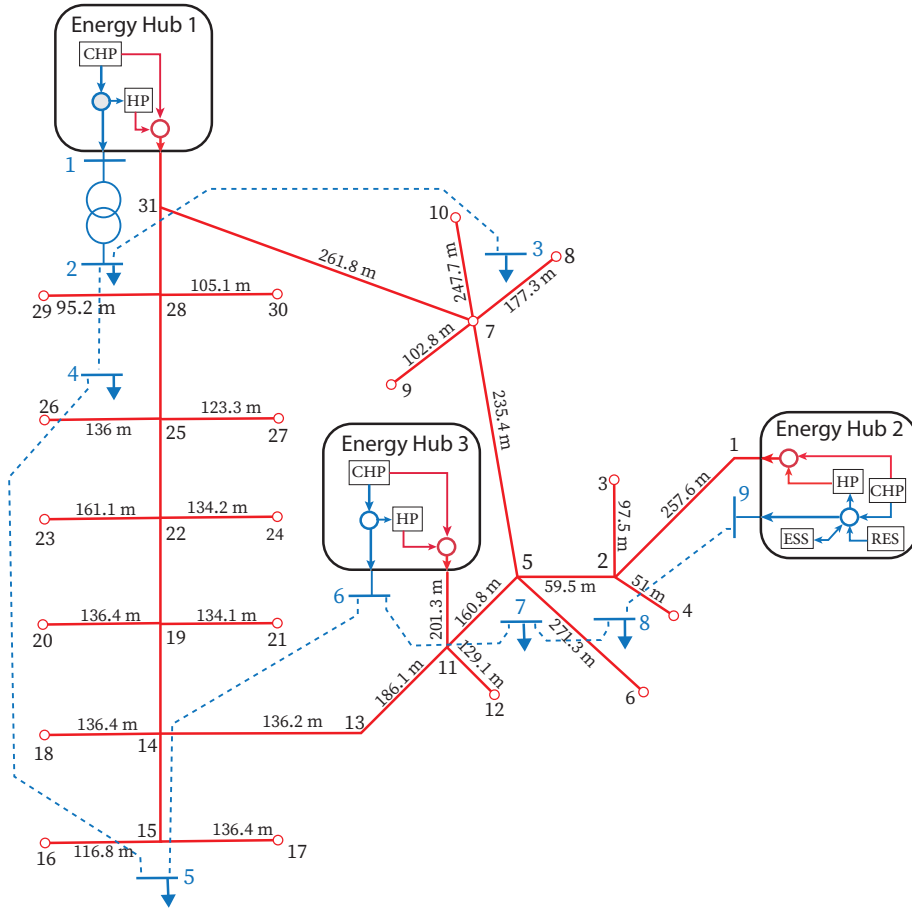 Energy Hub 1
CHP
HP
1
31
2
3
10
8
261.8 m
247.7 m
177.3 m
105.1 m
29
95.2 m
28
30
7
102.8 m
9
4
26
123.3 m
136 m
25
27
235.4 m
Energy Hub 3
CHP
HP
Energy Hub 2
1
HP
CHP
9
ESS
RES
257.6 m
3
97.5 m
161.1 m
134.2 m
23
22
24
5
2
59.5 m
51 m
4
6
201.3 m
160.8 m
7
8
271.3 m
136.4 m
134.1 m
20
19
21
11
129.1 m
12
6
186.1 m
136.4 m
136.2 m
13
18
14
15
136.4 m
16
116.8 m
17
5